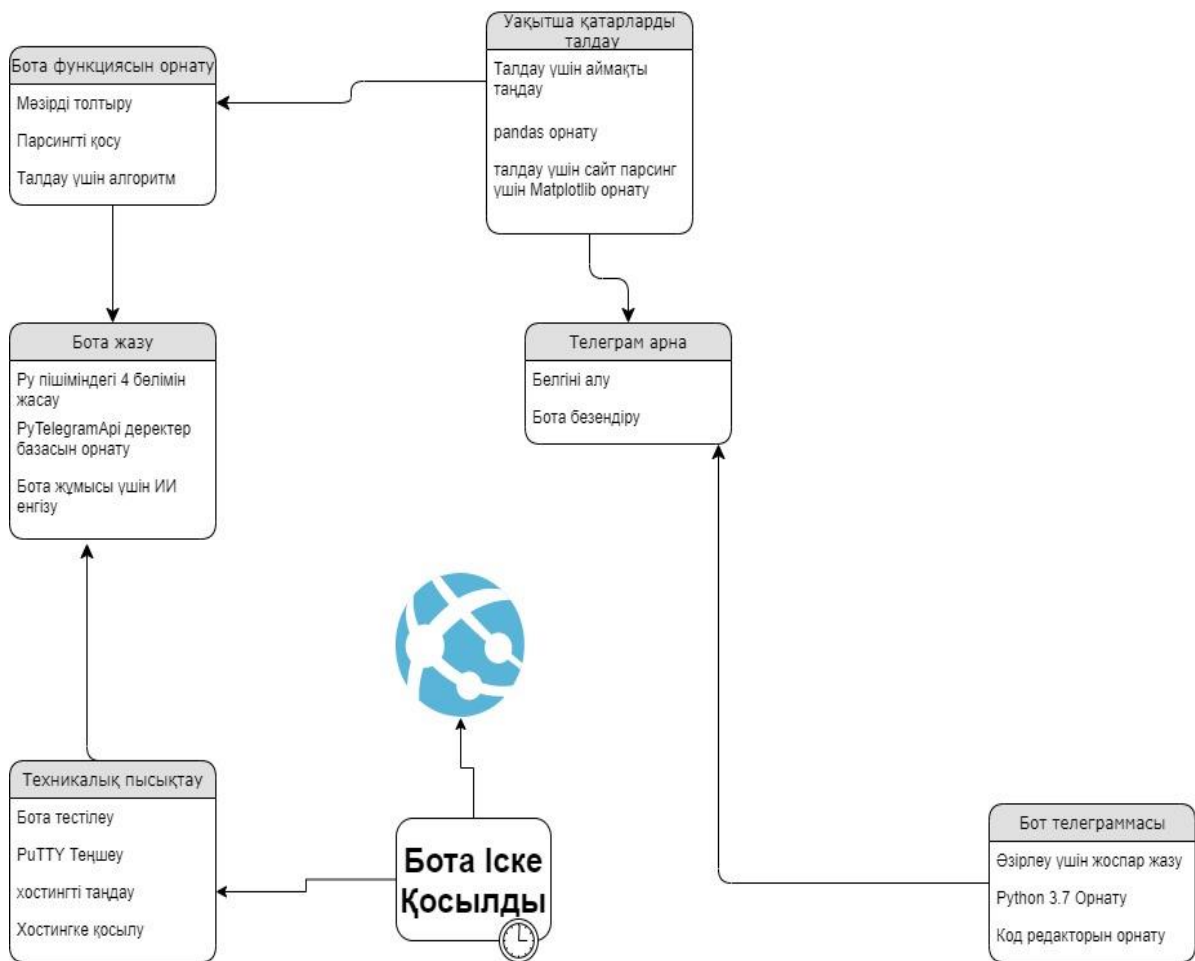 Уақытша қатарларды
талдау
Талдау үшін аймақты
таңдау
pandas орнату
талдау үшін сайт парсинг
үшін Matplotlib орнату
Бота функциясын орнату
Мәзірді толтыру
Парсингті қосу
Талдау үшін алгоритм
Бота жазу
Py пішіміндегі 4 бөлімін
жасау
PyTelegramApi деректер
базасын орнату
Бота жұмысы үшін ИИ
енгізу
Телеграм арна
Белгіні алу
Бота безендіру
Техникалық пысықтау
Бота тестілеу
PuTTY Теңшеу
хостингті таңдау
Хостингке қосылу
Бота Іске
Қосылды
Бот телеграммасы
Әзірлеу үшін жоспар жазу
Python 3.7 Орнату
Код редакторын орнату